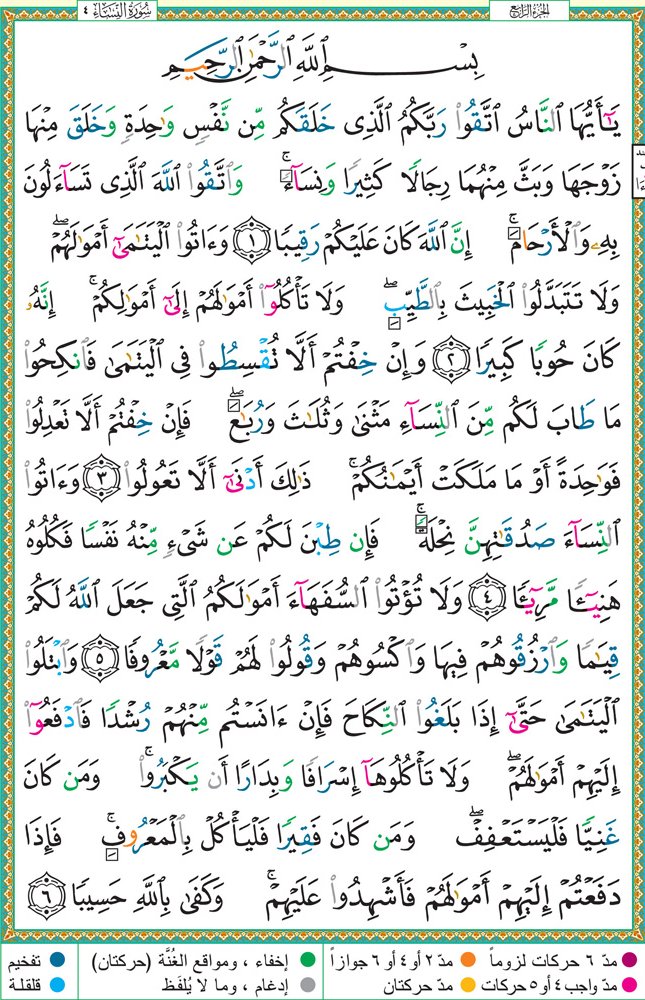 سُورَةُ النِّسَاءِ ٤
الجُزْءُ الرَّابِعُ
بِسْمِ ٱللَّهِ ٱلرَّحْمَٰنِ ٱلرَّحِيمِ
يَٰٓأَيُّهَا ٱلنَّاسُ ٱتَّقُوا۟ رَبَّكُمُ ٱلَّذِى خَلَقَكُم مِّن نَّفْسٍ وَٰحِدَةٍ وَخَلَقَ مِنْهَا
زَوْجَهَا وَبَثَّ مِنْهُمَا رِجَالًا كَثِيرًا وَنِسَآءً ۚ وَٱتَّقُوا۟ ٱللَّهَ ٱلَّذِى تَسَآءَلُونَ
بِهِۦ وَٱلْأَرْحَامَ ۚ إِنَّ ٱللَّهَ كَانَ عَلَيْكُمْ رَقِيبًا ١ وَءَاتُوا۟ ٱلْيَتَٰمَىٰٓ أَمْوَٰلَهُمْ ۖ
وَلَا تَتَبَدَّلُوا۟ ٱلْخَبِيثَ بِٱلطَّيِّبِ ۖ وَلَا تَأْكُلُوٓا۟ أَمْوَٰلَهُمْ إِلَىٰٓ أَمْوَٰلِكُمْ ۚ إِنَّهُۥ
كَانَ حُوبًا كَبِيرًا ٢ وَإِنْ خِفْتُمْ أَلَّا تُقْسِطُوا۟ فِى ٱلْيَتَٰمَىٰ فَٱنكِحُوا۟
مَا طَابَ لَكُم مِّنَ ٱلنِّسَآءِ مَثْنَىٰ وَثُلَٰثَ وَرُبَٰعَ ۖ فَإِنْ خِفْتُمْ أَلَّا تَعْدِلُوا۟
فَوَٰحِدَةً أَوْ مَا مَلَكَتْ أَيْمَٰنُكُمْ ۚ ذَٰلِكَ أَدْنَىٰٓ أَلَّا تَعُولُوا۟ ٣ وَءَاتُوا۟
ٱلنِّسَآءَ صَدُقَٰتِهِنَّ نِحْلَةً ۚ فَإِن طِبْنَ لَكُمْ عَن شَىْءٍ مِّنْهُ نَفْسًا فَكُلُوهُ
هَنِيٓـًٔا مَّرِيٓـًٔا ٤ وَلَا تُؤْتُوا۟ ٱلسُّفَهَآءَ أَمْوَٰلَكُمُ ٱلَّتِى جَعَلَ ٱللَّهُ لَكُمْ
قِيَٰمًا وَٱرْزُقُوهُمْ فِيهَا وَٱكْسُوهُمْ وَقُولُوا۟ لَهُمْ قَوْلًا مَّعْرُوفًا ٥ وَٱبْتَلُوا۟
ٱلْيَتَٰمَىٰ حَتَّىٰٓ إِذَا بَلَغُوا۟ ٱلنِّكَاحَ فَإِنْ ءَانَسْتُم مِّنْهُمْ رُشْدًا فَٱدْفَعُوٓا۟
إِلَيْهِمْ أَمْوَٰلَهُمْ ۖ وَلَا تَأْكُلُوهَآ إِسْرَافًا وَبِدَارًا أَن يَكْبَرُوا۟ ۚ وَمَن كَانَ
غَنِيًّا فَلْيَسْتَعْفِفْ ۖ وَمَن كَانَ فَقِيرًا فَلْيَأْكُلْ بِٱلْمَعْرُوفِ ۚ فَإِذَا
دَفَعْتُمْ إِلَيْهِمْ أَمْوَٰلَهُمْ فَأَشْهِدُوا۟ عَلَيْهِمْ ۚ وَكَفَىٰ بِٱللَّهِ حَسِيبًا ٦
مدّ ٦ حركات لزوماً
مدّ ٢ أو ٤ أو ٦ جوازاً
إخفاء ، ومواقع الغُنَّة (حركتان)
تفخيم
مدّ واجب ٤ أو ٥ حركات
مدّ حركتان
إدغام ، وما لا يُلفَظ
قلقلة